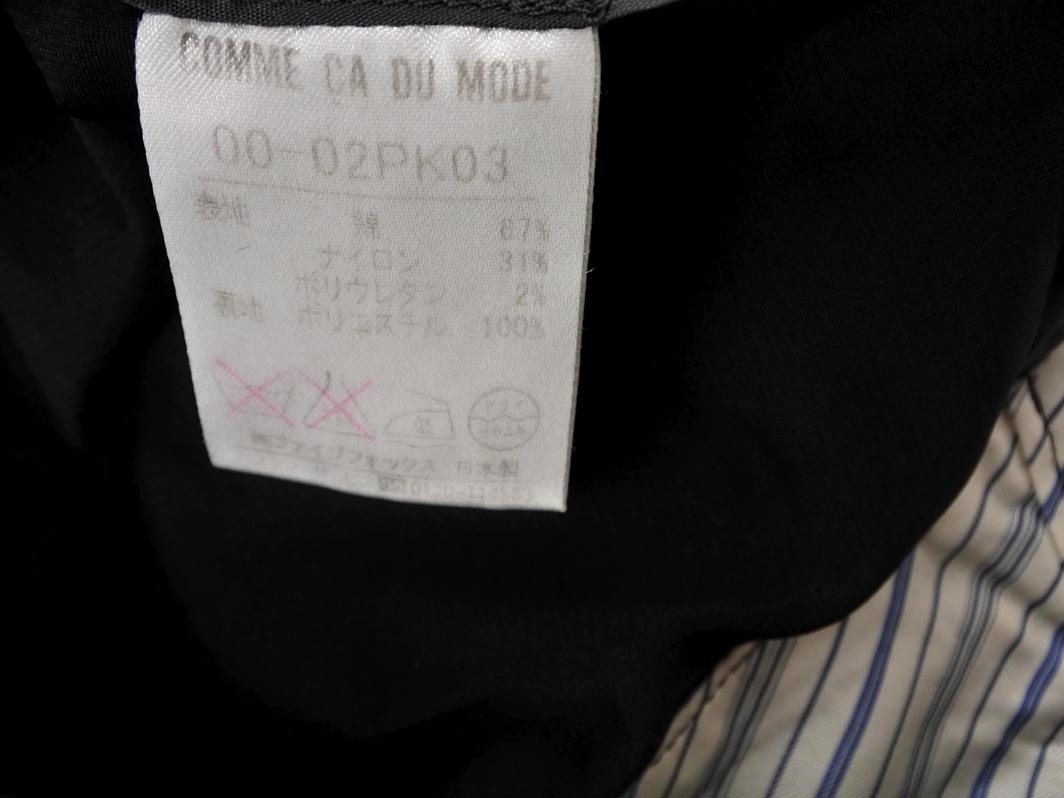 COMME ÇA DU MODE
00-02PK03
表地 綿 67%
ナイロン 31%
ポリウレタン 2%
裏地 ポリエステル 100%
㈱ファイブフォックス 日本製